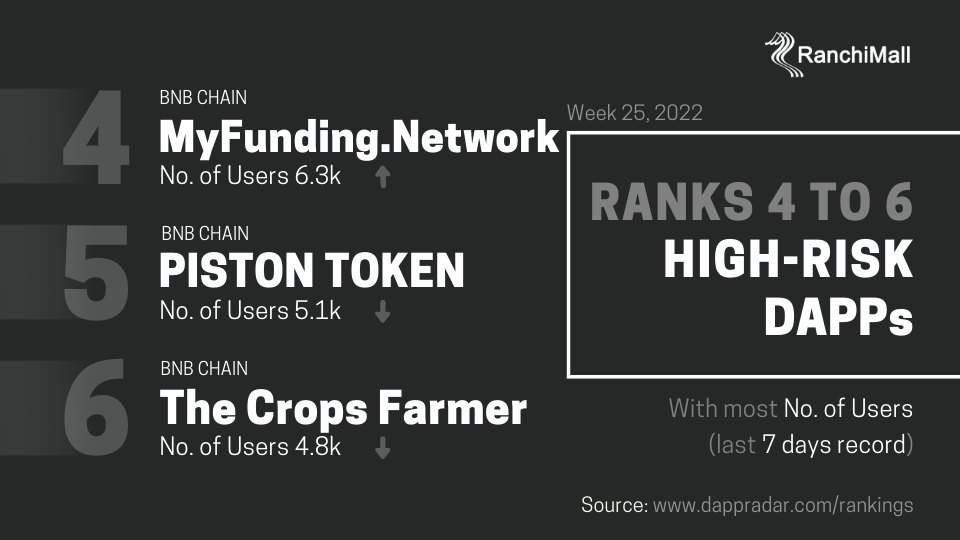 RanchiMall
4
BNB CHAIN
MyFunding.Network
No. of Users 6.3k
5
BNB CHAIN
PISTON TOKEN
No. of Users 5.1k
6
BNB CHAIN
The Crops Farmer
No. of Users 4.8k
Week 25, 2022
RANKS 4 TO 6
HIGH-RISK
DAPPs
With most No. of Users
(last 7 days record)
Source: www.dappradar.com/rankings